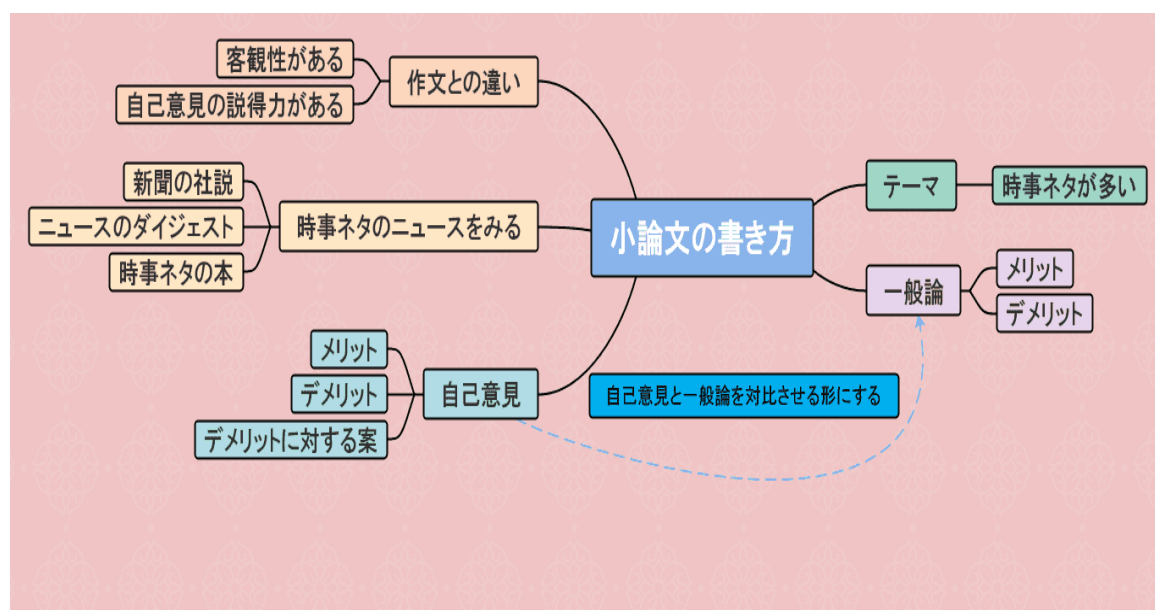 小論文の書き方
テーマ
時事ネタが多い
一般論
メリット
デメリット
作文との違い
客観性がある
自己意見の説得力がある
時事ネタのニュースをみる
新聞の社説
ニュースのダイジェスト
時事ネタの本
自己意見
メリット
デメリット
デメリットに対する案
自己意見と一般論を対比させる形にする